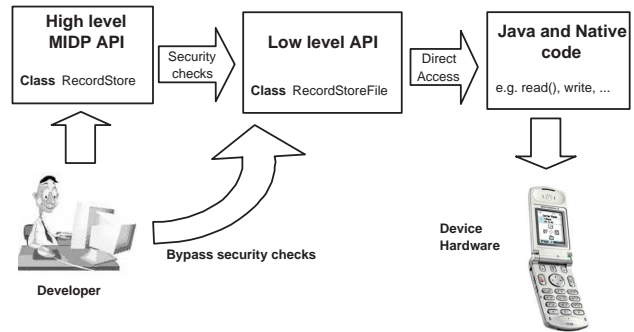 High level
MIDP API
Class RecordStore
Security
checks
Low level API
Class RecordStoreFile
Direct
Access
Java and Native
code
e.g. read(), write, ...
Developer
Bypass security checks
Device
Hardware